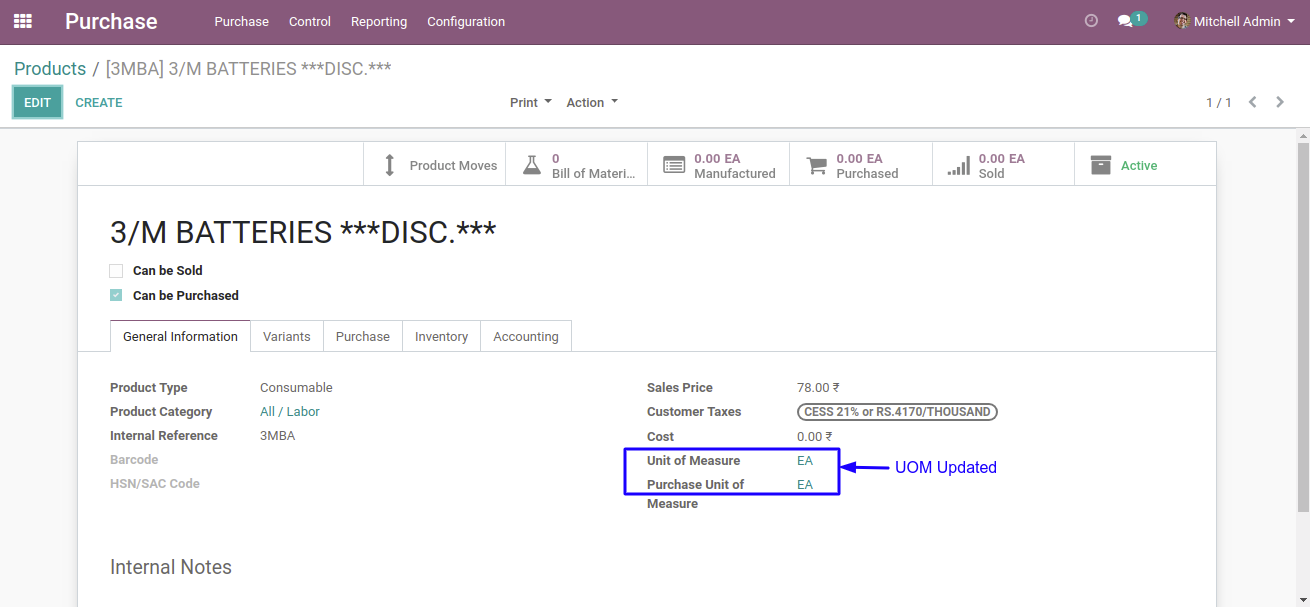 Purchase Purchase Control Reporting Configuration 1 Mitchell Admin
Products / [3MBA] 3/M BATTERIES ***DISC.***
EDIT CREATE Print Action 1 / 1
Product Moves
0
Bill of Materi...
0.00 EA
Manufactured
0.00 EA
Purchased
0.00 EA
Sold
Active
3/M BATTERIES ***DISC.***
Can be Sold
Can be Purchased
General Information Variants Purchase Inventory Accounting
Product Type Consumable
Product Category All / Labor
Internal Reference 3MBA
Barcode
HSN/SAC Code
Sales Price 78.00 ₹
Customer Taxes CESS 21% or RS.4170/THOUSAND
Cost 0.00 ₹
Unit of Measure EA
Purchase Unit of EA
Measure
UOM Updated
Internal Notes